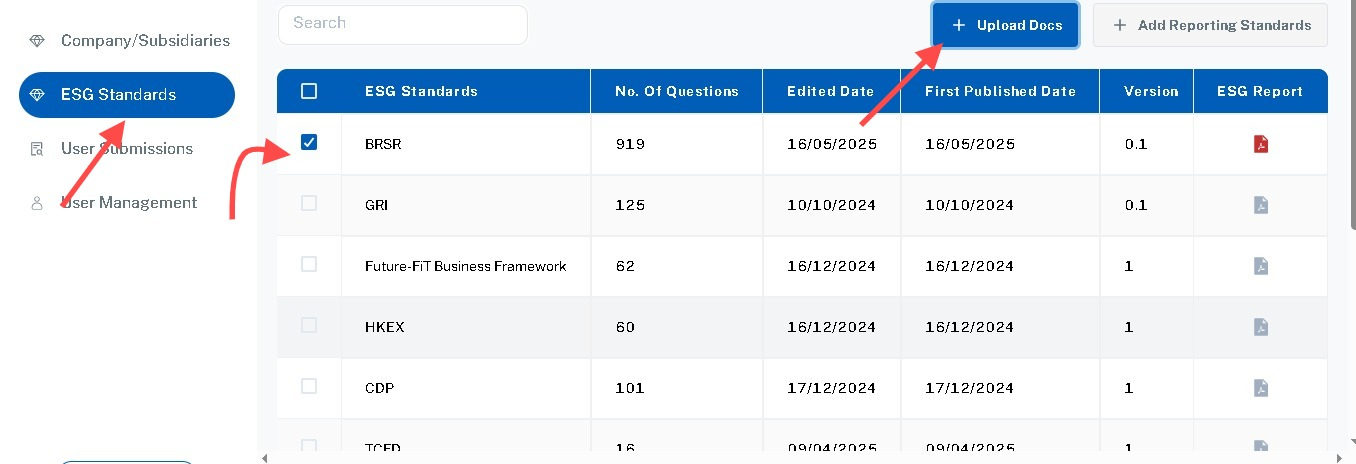 Company/Subsidiaries
ESG Standards
User Submissions
User Management
Search
+ Upload Docs
+ Add Reporting Standards
ESG Standards No. Of Questions Edited Date First Published Date Version ESG Report
BRSR 919 16/05/2025 16/05/2025 0.1
GRI 125 10/10/2024 10/10/2024 0.1
Future-FiT Business Framework 62 16/12/2024 16/12/2024 1
HKEX 60 16/12/2024 16/12/2024 1
CDP 101 17/12/2024 17/12/2024 1
TCFD 16 09/04/2025 09/04/2025 1